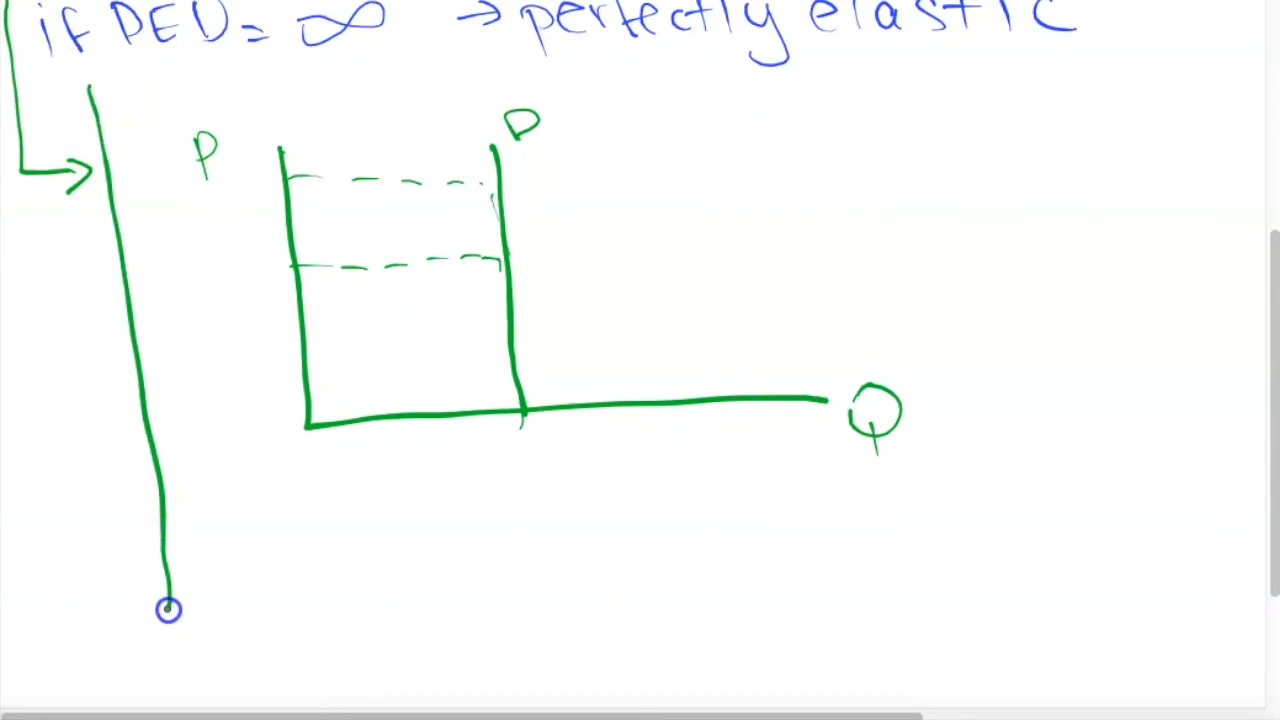 if PED = ∞ → perfectly elastic
D
P
Q